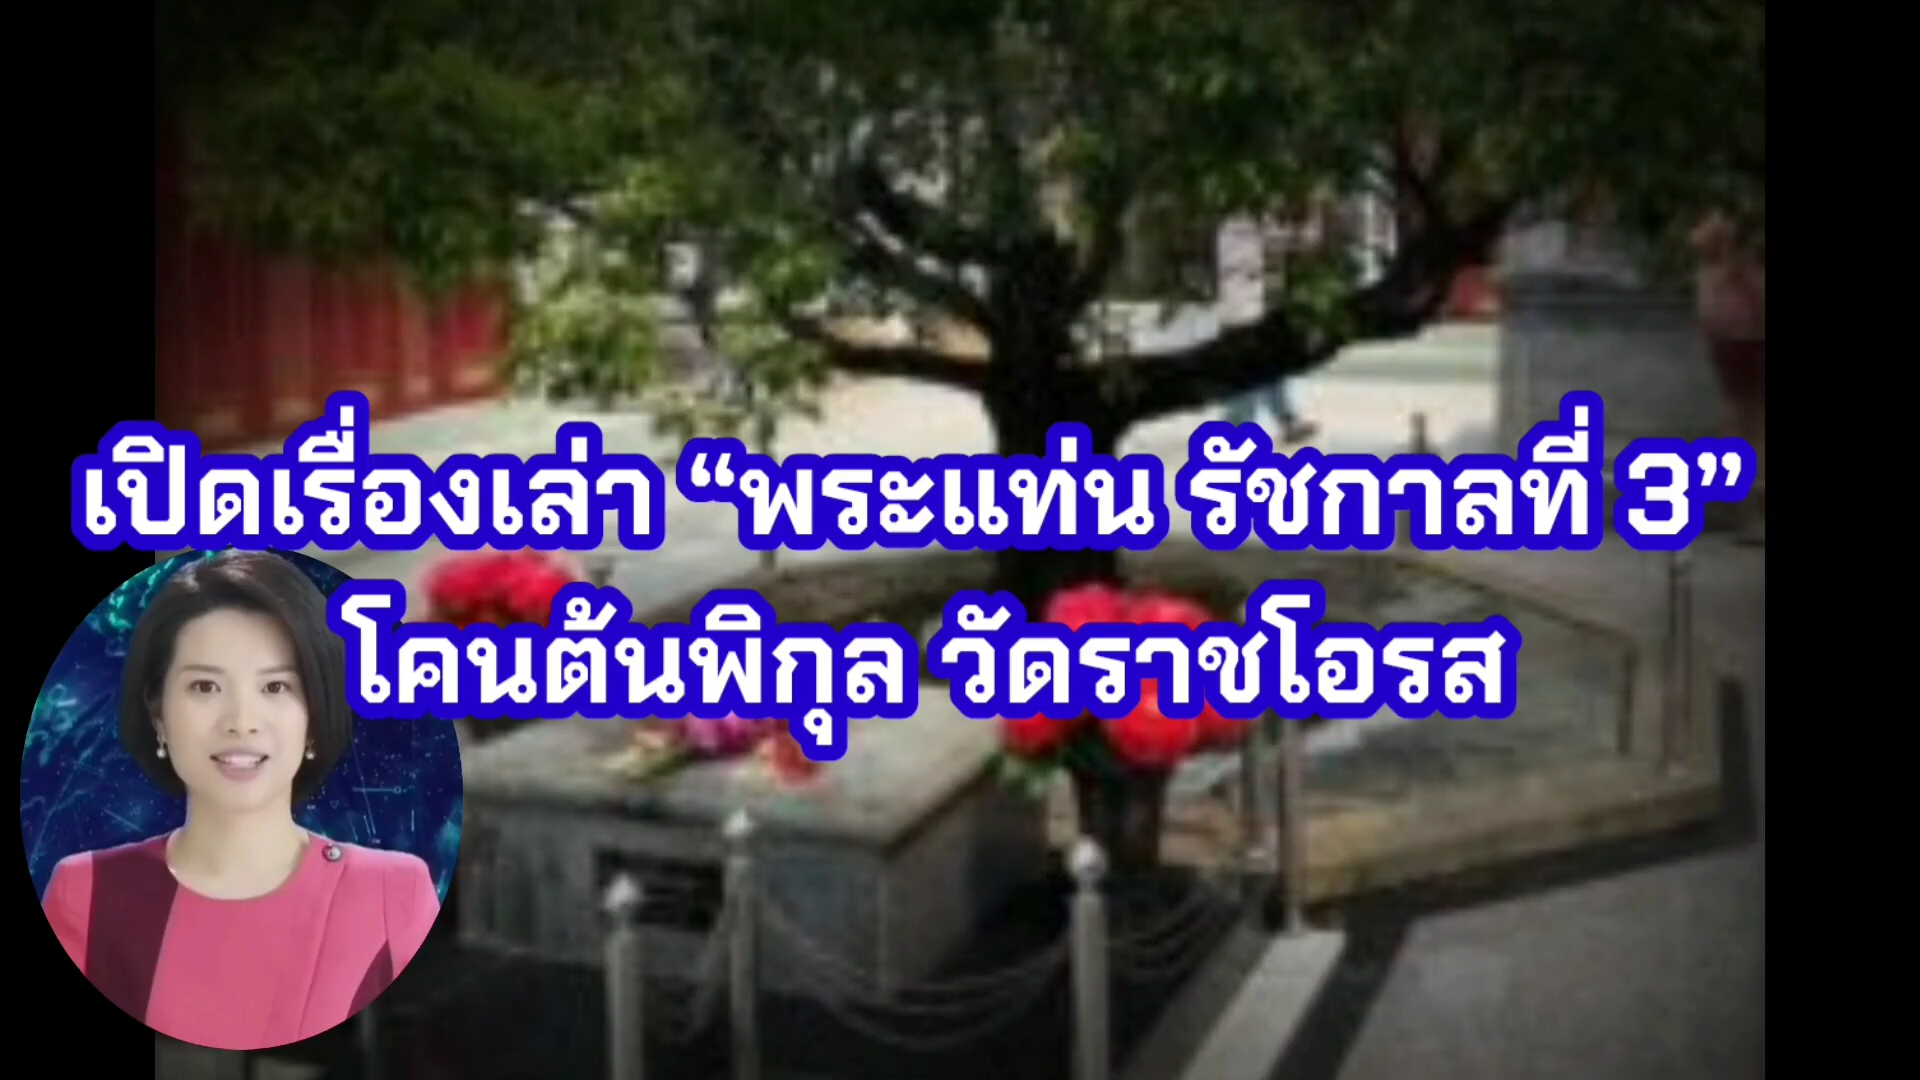 เปิดเรื่องเล่า “พระแท่น รัชกาลที่ 3”
โคนต้นพิกุล วัดราชโอรส